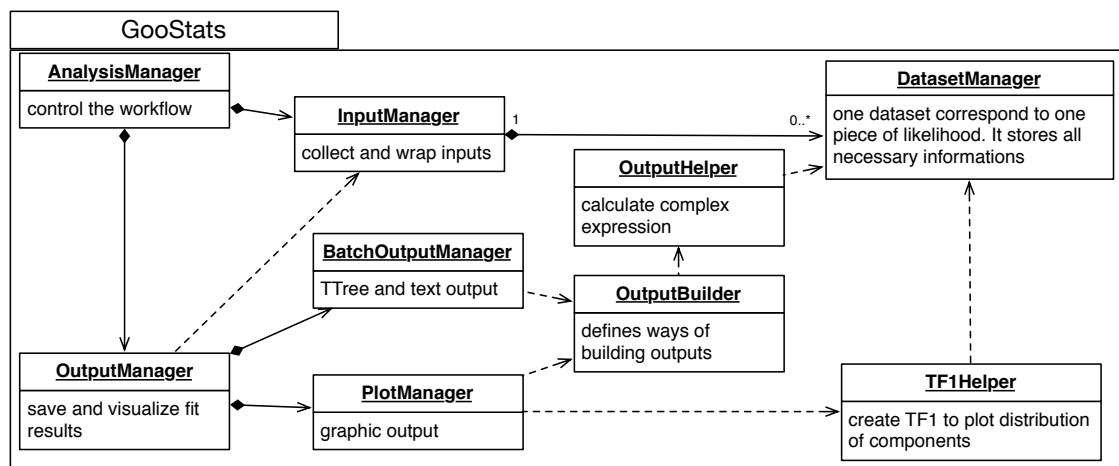 GooStats
AnalysisManager
control the workflow
InputManager
collect and wrap inputs
1
0..*
DatasetManager
one dataset correspond to one
piece of likelihood. It stores all
necessary informations
OutputHelper
calculate complex
expression
BatchOutputManager
TTree and text output
OutputBuilder
defines ways of
building outputs
OutputManager
save and visualize fit
results
PlotManager
graphic output
TF1Helper
create TF1 to plot distribution
of components